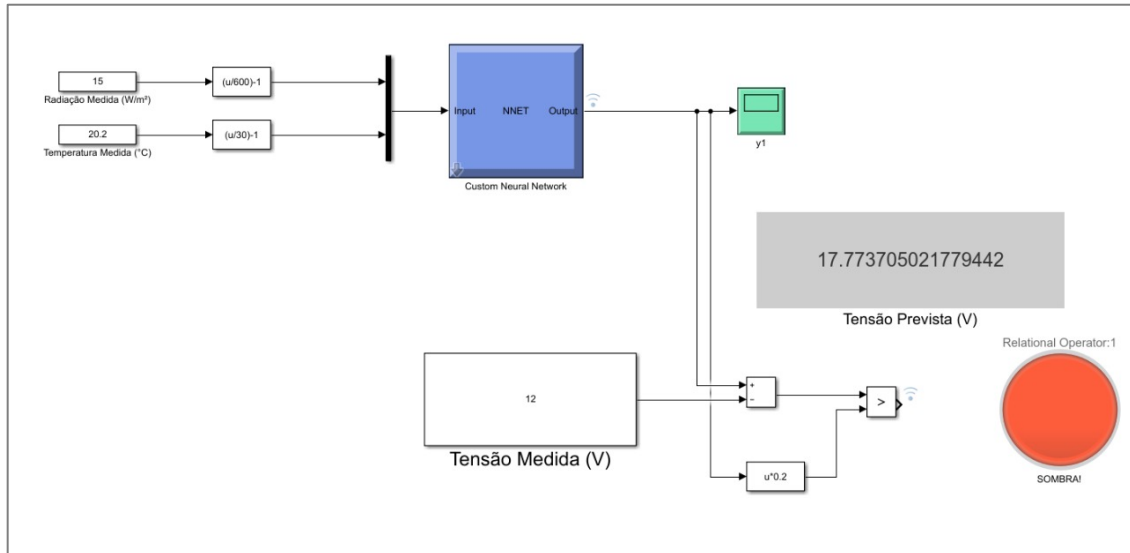 15
(u/600)-1
Radiação Medida (W/m²)
20.2
(u/30)-1
Temperatura Medida (°C)
Input
NNET
Output
Custom Neural Network
y1
17.773705021779442
Tensão Prevista (V)
Relational Operator:1
12
Tensão Medida (V)
+
−
>
u*0.2
SOMBRA!